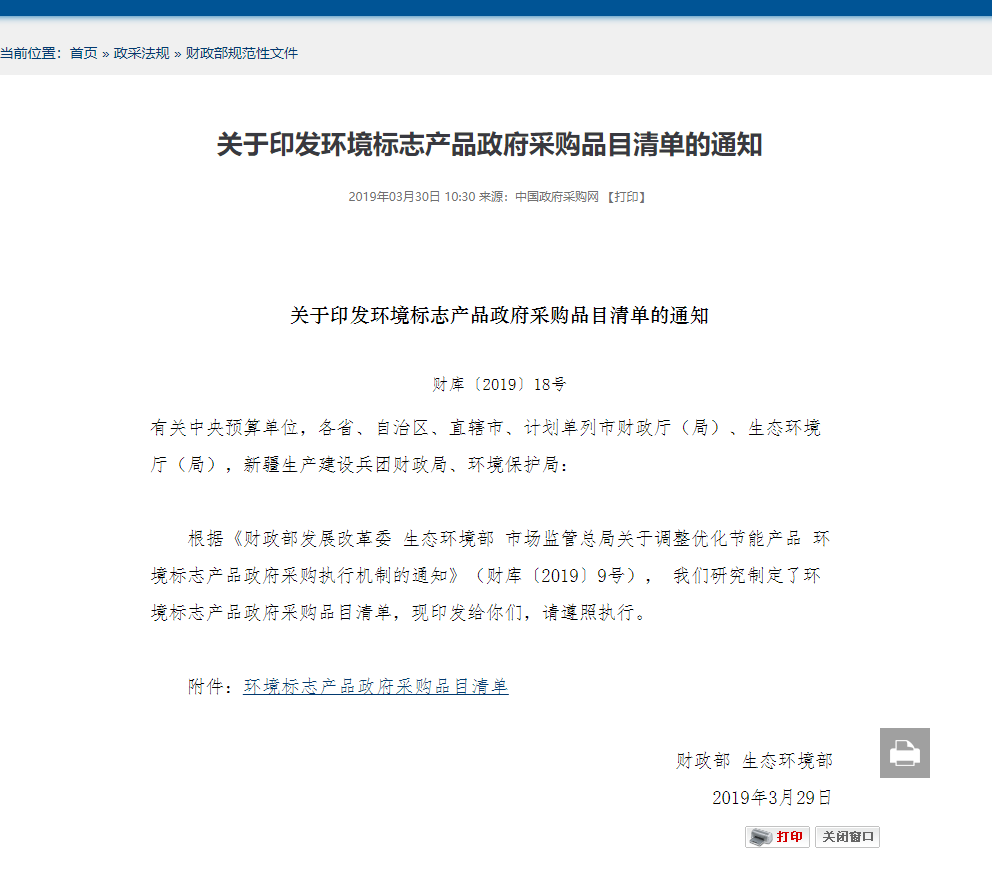 当前位置：首页 » 政采法规 » 财政部规范性文件
关于印发环境标志产品政府采购品目清单的通知
2019年03月30日 10:30 来源：中国政府采购网 【打印】
关于印发环境标志产品政府采购品目清单的通知
财库〔2019〕18号
有关中央预算单位，各省、自治区、直辖市、计划单列市财政厅（局）、生态环境
厅（局），新疆生产建设兵团财政局、环境保护局：
根据《财政部发展改革委 生态环境部 市场监管总局关于调整优化节能产品 环
境标志产品政府采购执行机制的通知》（财库〔2019〕9号）， 我们研究制定了环
境标志产品政府采购品目清单，现印发给你们，请遵照执行。
附件：环境标志产品政府采购品目清单
财政部 生态环境部
2019年3月29日
打印 关闭窗口